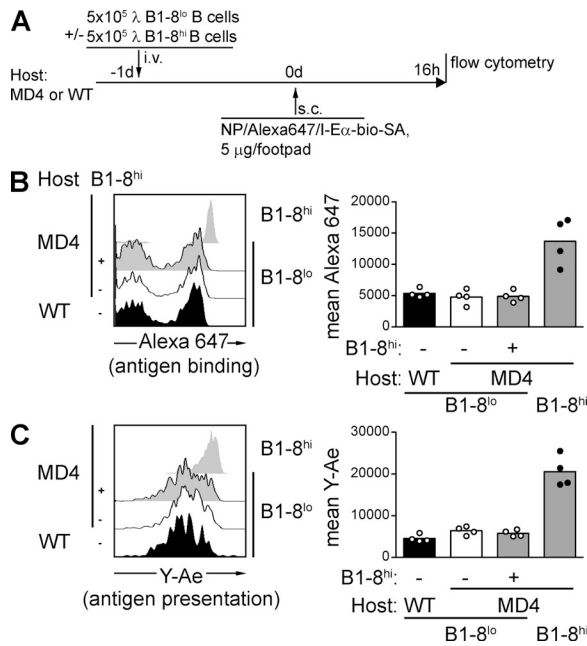 A
5x10⁵ λ B1-8ˡᵒ B cells
+/- 5x10⁵ λ B1-8ʰⁱ B cells
i.v.
flow cytometry
Host:
MD4 or WT
-1d
0d
16h
s.c.
NP/Alexa647/I-Eα-bio-SA,
5 µg/footpad
B
Host B1-8ʰⁱ
MD4
+
-
WT
-
B1-8ʰⁱ
B1-8ˡᵒ
Alexa 647
(antigen binding)
mean Alexa 647
20000
15000
10000
5000
0
B1-8ʰⁱ: - - +
Host: WT MD4
B1-8ˡᵒ B1-8ʰⁱ
C
MD4
+
-
WT
-
B1-8ʰⁱ
B1-8ˡᵒ
Y-Ae
(antigen presentation)
mean Y-Ae
30000
20000
10000
0
B1-8ʰⁱ: - - +
Host: WT MD4
B1-8ˡᵒ B1-8ʰⁱ